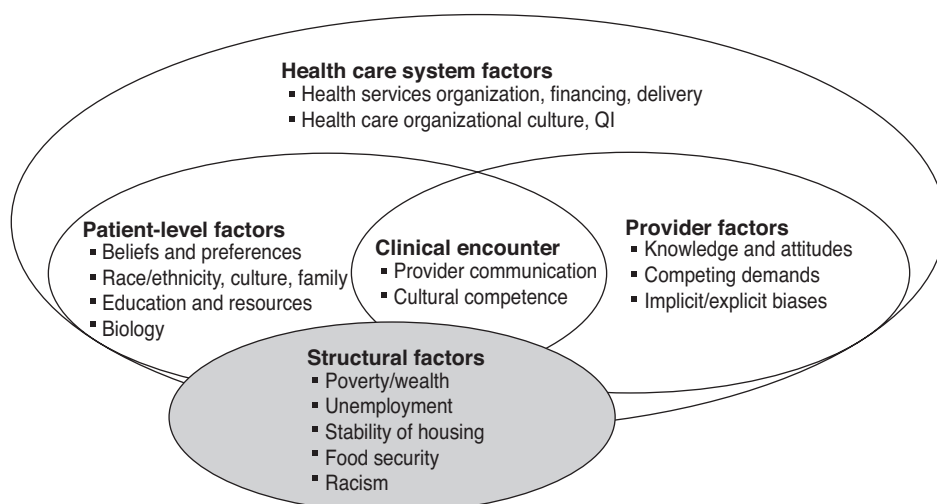 Health care system factors
▪ Health services organization, financing, delivery
▪ Health care organizational culture, QI
Patient-level factors
▪ Beliefs and preferences
▪ Race/ethnicity, culture, family
▪ Education and resources
▪ Biology
Clinical encounter
▪ Provider communication
▪ Cultural competence
Provider factors
▪ Knowledge and attitudes
▪ Competing demands
▪ Implicit/explicit biases
Structural factors
▪ Poverty/wealth
▪ Unemployment
▪ Stability of housing
▪ Food security
▪ Racism